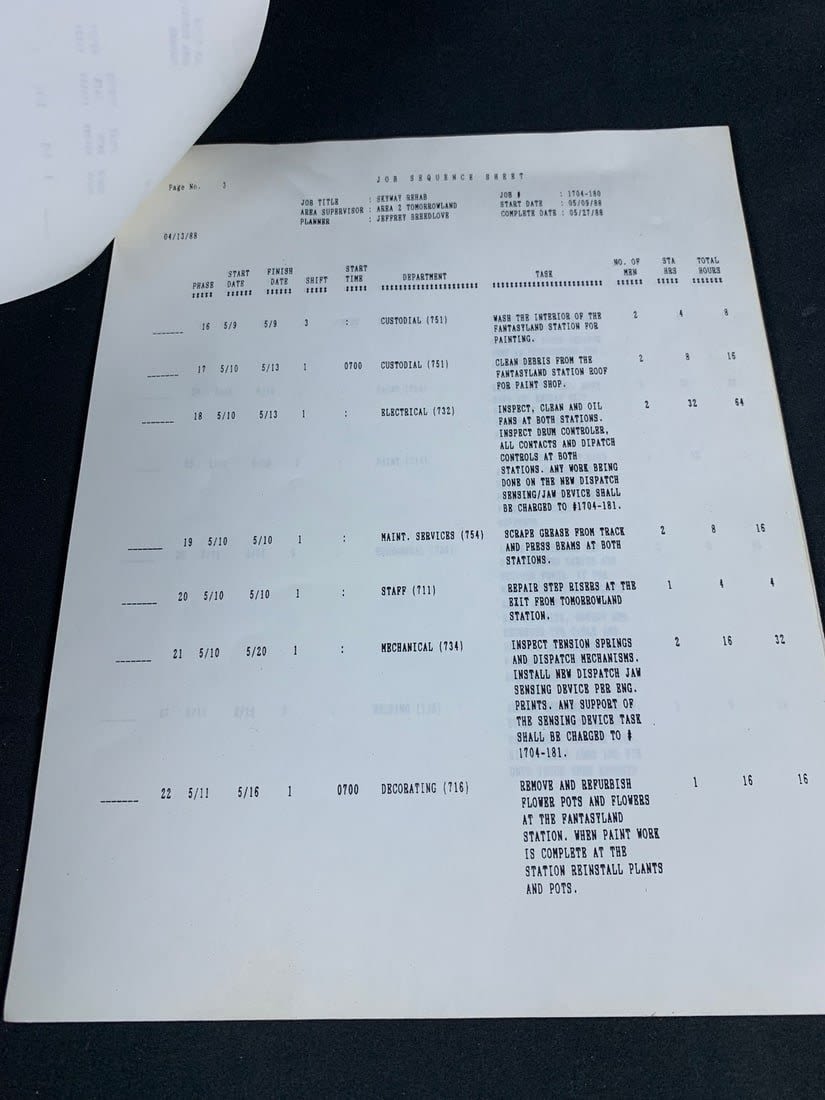 JOB SEQUENCE SHEET
Page No. 3
JOB TITLE : SKYWAY REHAB JOB # : 1704-180
AREA SUPERVISOR : AREA 2 TOMORROWLAND START DATE : 05/09/88
PLANNER : JEFFREY BREEDLOVE COMPLETE DATE : 05/27/88
04/13/88
START FINISH START NO. OF STA TOTAL
PHASE DATE DATE SHIFT TIME DEPARTMENT TASK MEN HRS HOURS
_______ 16 5/9 5/9 3 : CUSTODIAL (751) WASH THE INTERIOR OF THE 2 4 8
FANTASYLAND STATION FOR
PAINTING.
_______ 17 5/10 5/13 1 0700 CUSTODIAL (751) CLEAN DEBRIS FROM THE 2 8 16
FANTASYLAND STATION ROOF
FOR PAINT SHOP.
_______ 18 5/10 5/13 1 : ELECTRICAL (732) INSPECT, CLEAN AND OIL 2 32 64
FANS AT BOTH STATIONS.
INSPECT DRUM CONTROLER,
ALL CONTACTS AND DIPATCH
CONTROLS AT BOTH
STATIONS. ANY WORK BEING
DONE ON THE NEW DISPATCH
SENSING/JAW DEVICE SHALL
BE CHARGED TO #1704-181.
_______ 19 5/10 5/10 1 : MAINT. SERVICES (754) SCRAPE GREASE FROM TRACK 2 8 16
AND PRESS BEAMS AT BOTH
STATIONS.
_______ 20 5/10 5/10 1 : STAFF (711) REPAIR STEP RISERS AT THE 1 4 4
EXIT FROM TOMORROWLAND
STATION.
_______ 21 5/10 5/20 1 : MECHANICAL (734) INSPECT TENSION SPRINGS 2 16 32
AND DISPATCH MECHANISMS.
INSTALL NEW DISPATCH JAW
SENSING DEVICE PER ENG.
PRINTS. ANY SUPPORT OF
THE SENSING DEVICE TASK
SHALL BE CHARGED TO #
1704-181.
_______ 22 5/11 5/16 1 0700 DECORATING (716) REMOVE AND REFURBISH 1 16 16
FLOWER POTS AND FLOWERS
AT THE FANTASYLAND
STATION. WHEN PAINT WORK
IS COMPLETE AT THE
STATION REINSTALL PLANTS
AND POTS.